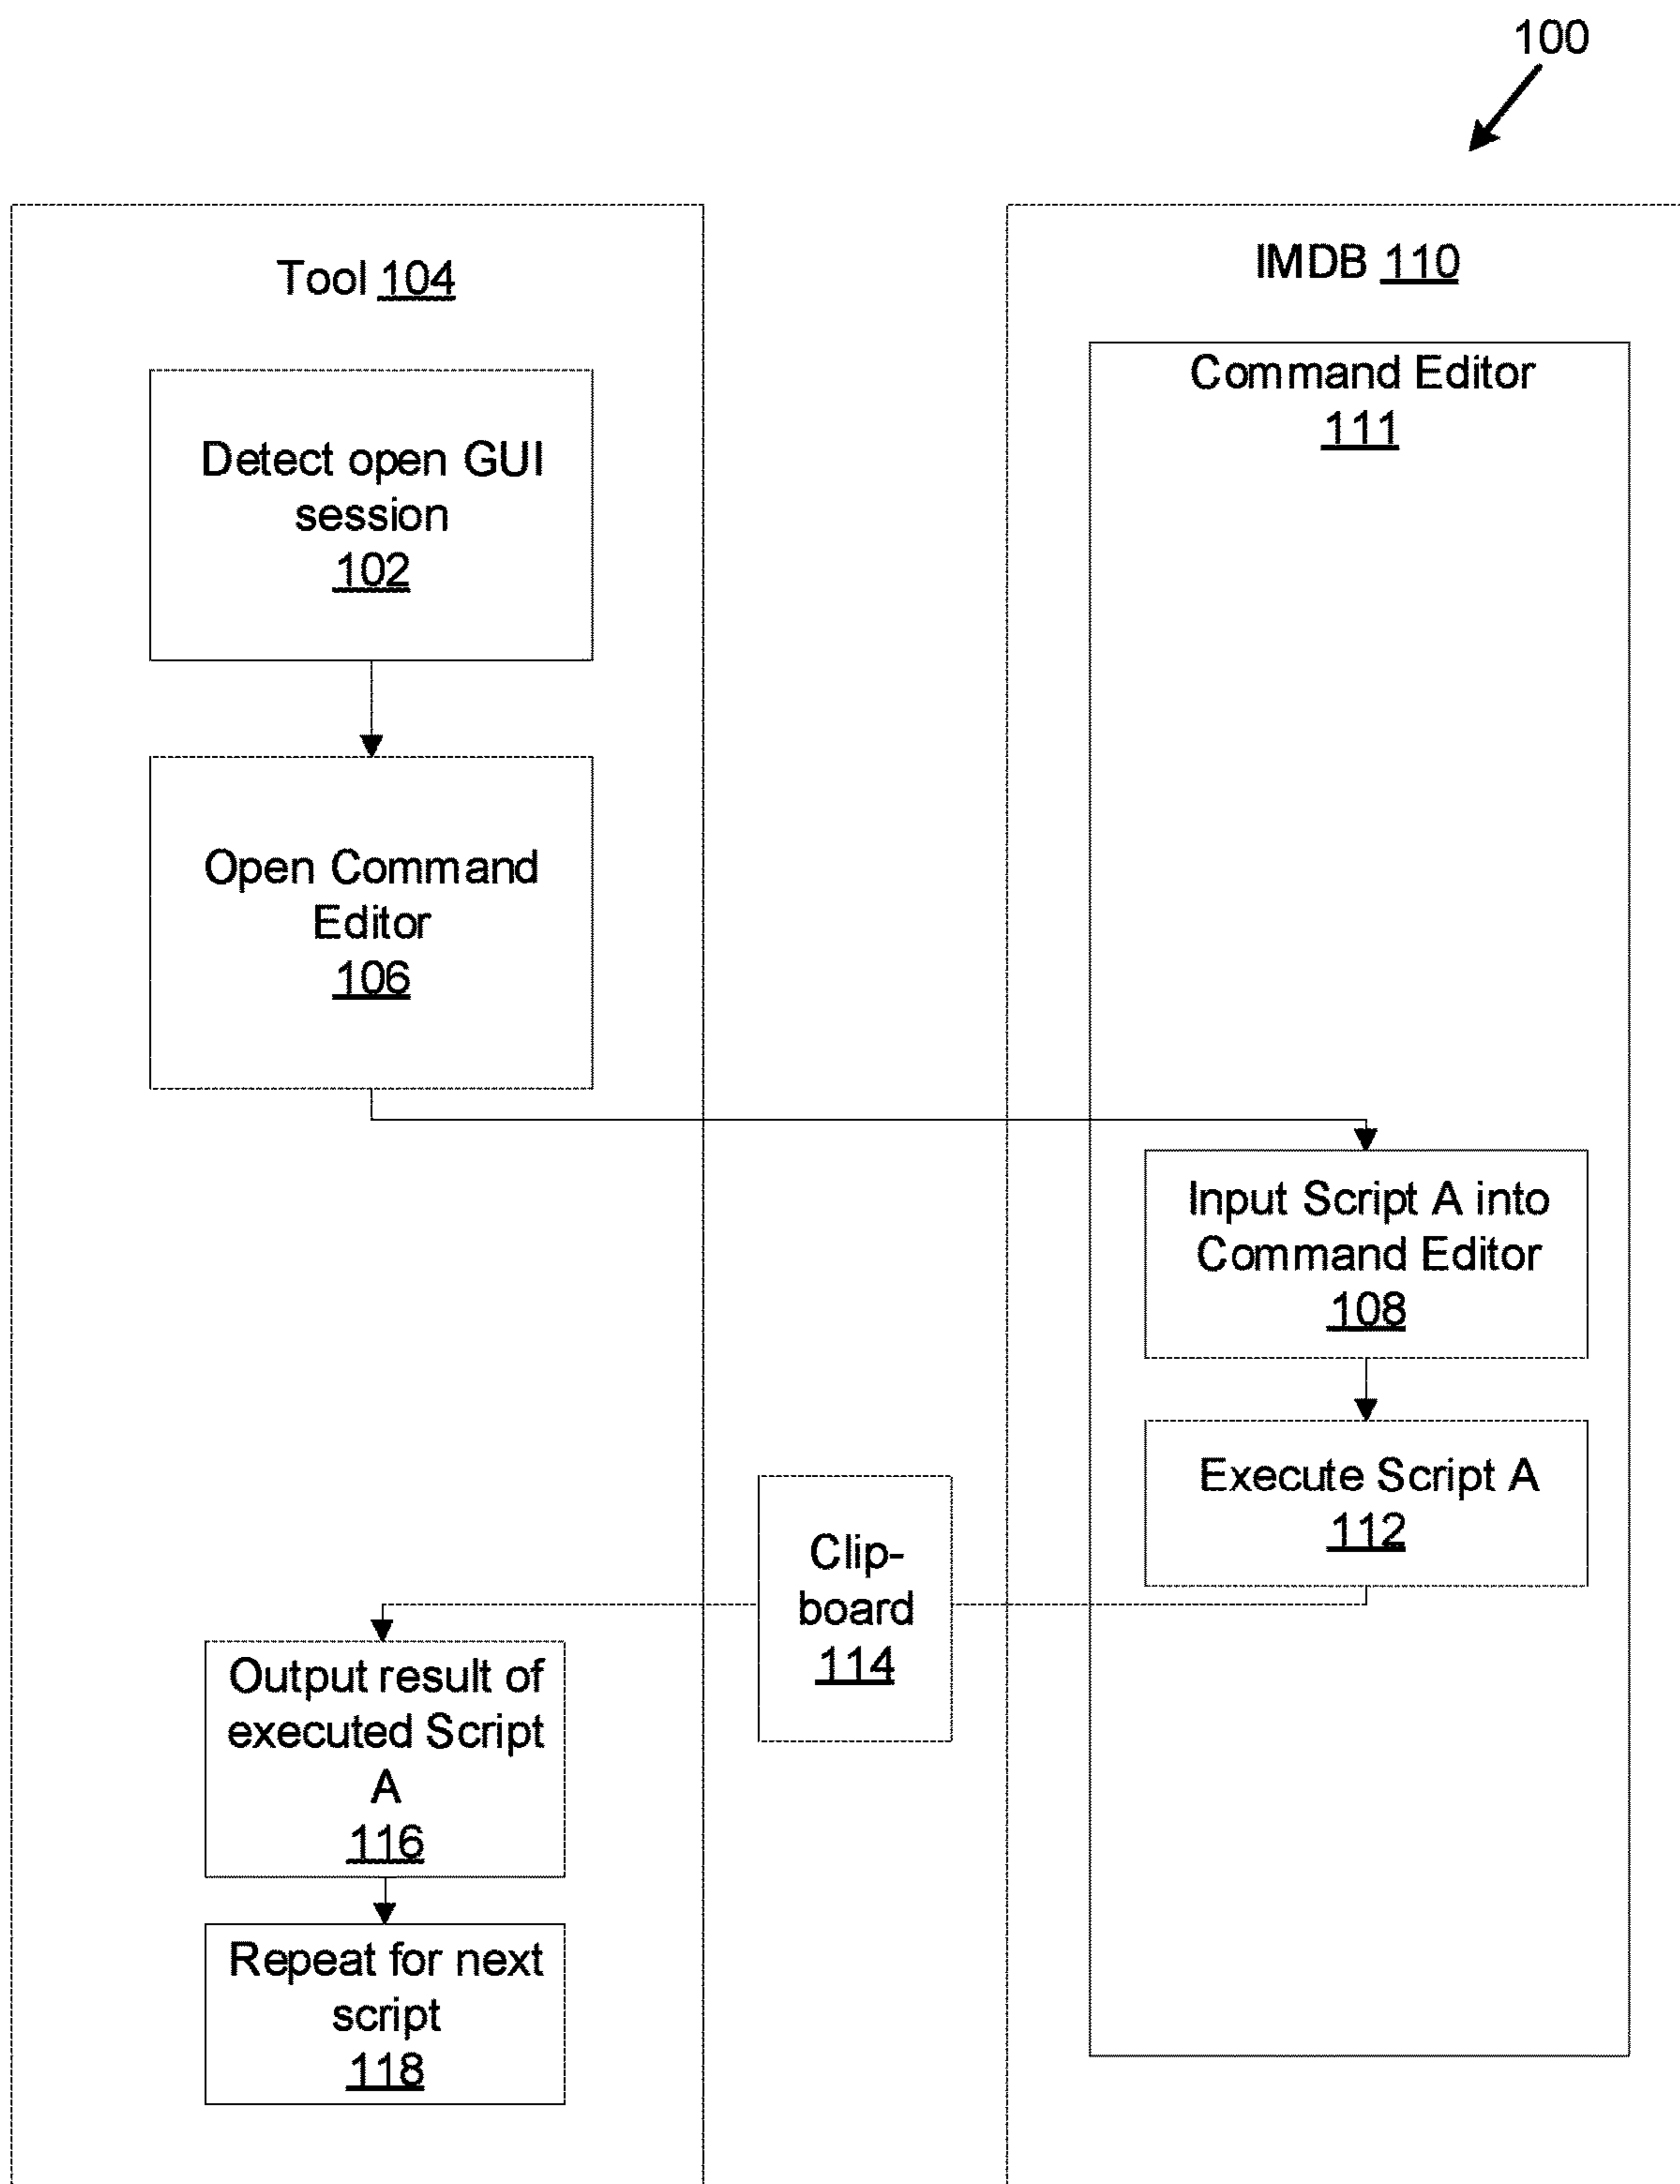 100
Tool 104
Detect open GUI
session
102
Open Command
Editor
106
IMDB 110
Command Editor
111
Input Script A into
Command Editor
108
Execute Script A
112
Clip-
board
114
Output result of
executed Script
A
116
Repeat for next
script
118